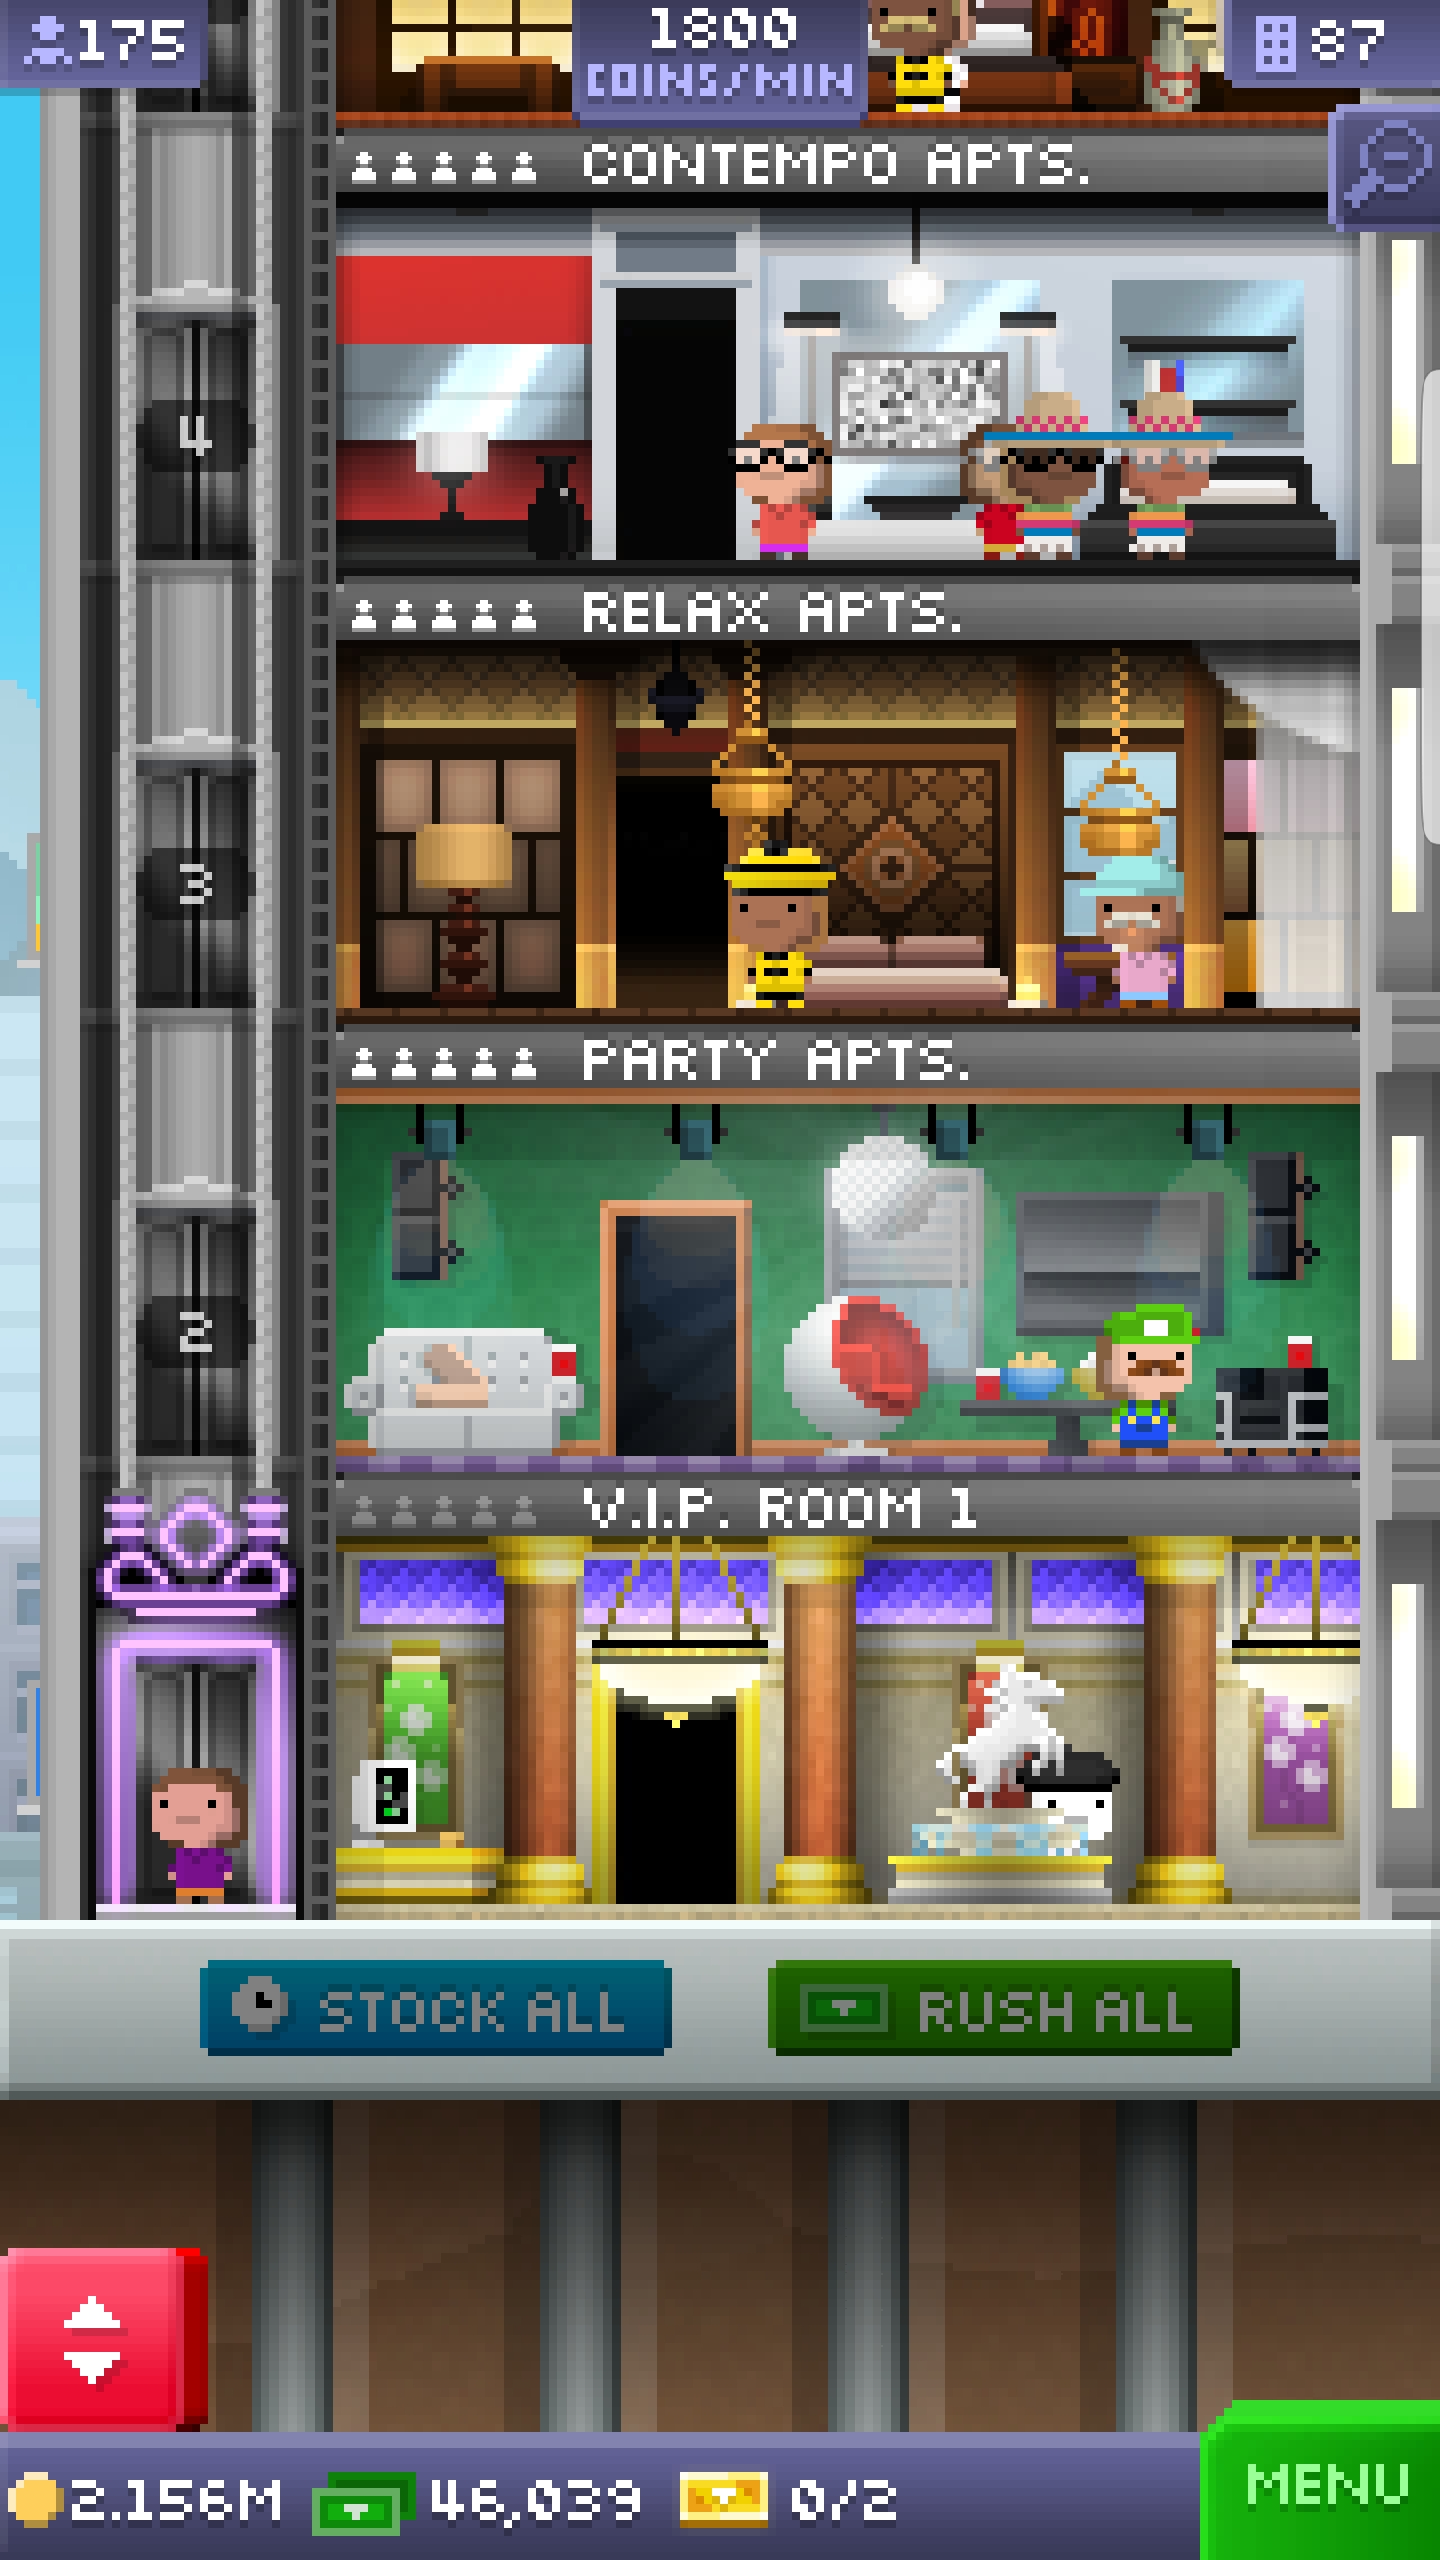 175
1800
COINS/MIN
87
CONTEMPO APTS.
4
RELAX APTS.
3
PARTY APTS.
2
V.I.P. ROOM 1
STOCK ALL
RUSH ALL
2.156M
46,039
0/2
MENU